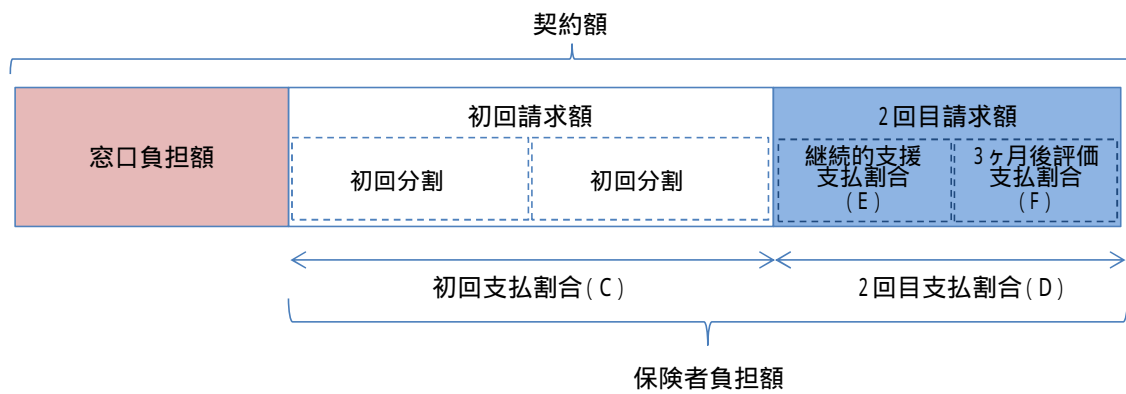 契約額
窓口負担額
初回請求額
初回分割
初回分割
2回目請求額
継続的支援
支払割合
(E)
3ヶ月後評価
支払割合
(F)
初回支払割合(C)
2回目支払割合(D)
保険者負担額